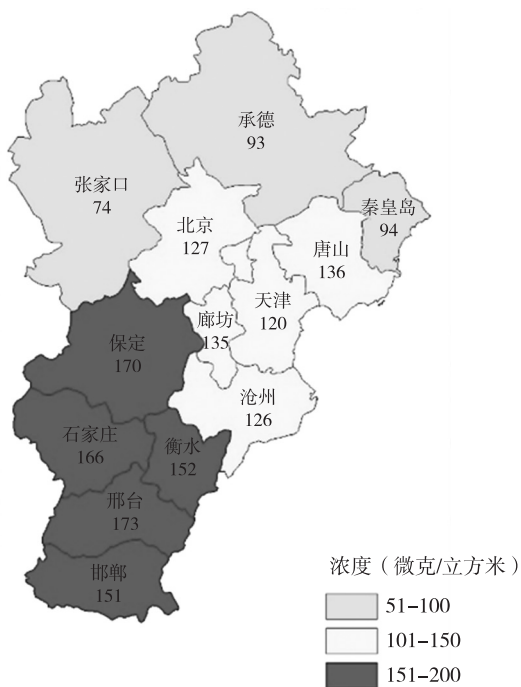 承德
93
张家口
74
秦皇岛
94
北京
127
唐山
136
天津
120
廊坊
135
保定
170
沧州
126
石家庄
166
衡水
152
邢台
173
邯郸
151
浓度（微克/立方米）
51-100
101-150
151-200